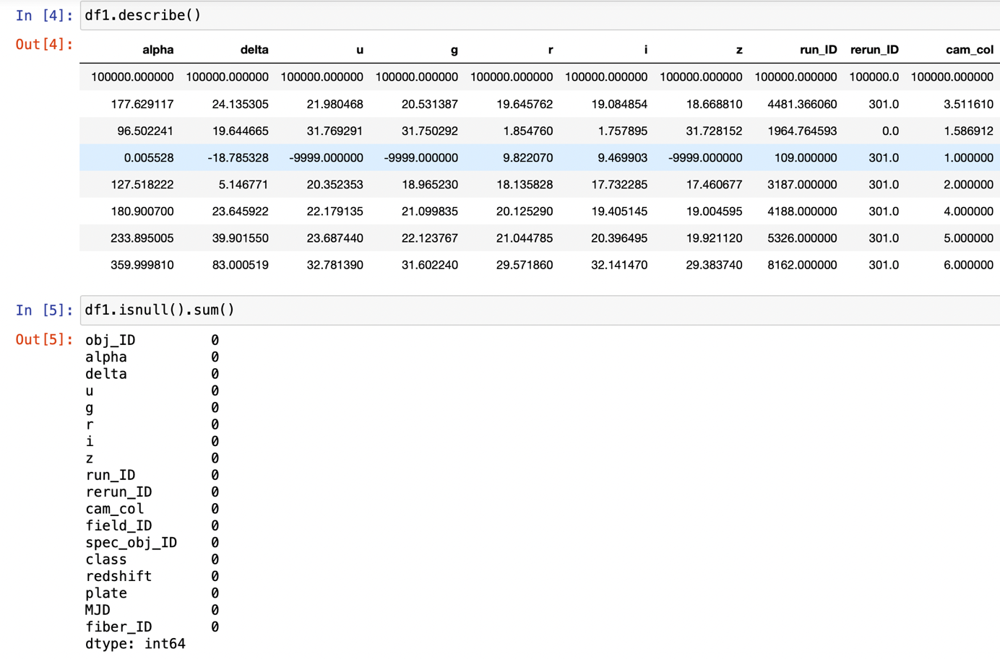 In [4]: df1.describe()
Out[4]:
alpha delta u g r i z run_ID rerun_ID cam_col
100000.000000 100000.000000 100000.000000 100000.000000 100000.000000 100000.000000 100000.000000 100000.000000 100000.0 100000.000000
177.629117 24.135305 21.980468 20.531387 19.645762 19.084854 18.668810 4481.366060 301.0 3.511610
96.502241 19.644665 31.769291 31.750292 1.854760 1.757895 31.728152 1964.764593 0.0 1.586912
0.005528 -18.785328 -9999.000000 -9999.000000 9.822070 9.469903 -9999.000000 109.000000 301.0 1.000000
127.518222 5.146771 20.352353 18.965230 18.135828 17.732285 17.460677 3187.000000 301.0 2.000000
180.900700 23.645922 22.179135 21.099835 20.125290 19.405145 19.004595 4188.000000 301.0 4.000000
233.895005 39.901550 23.687440 22.123767 21.044785 20.396495 19.921120 5326.000000 301.0 5.000000
359.999810 83.000519 32.781390 31.602240 29.571860 32.141470 29.383740 8162.000000 301.0 6.000000
In [5]: df1.isnull().sum()
Out[5]: obj_ID 0
alpha 0
delta 0
u 0
g 0
r 0
i 0
z 0
run_ID 0
rerun_ID 0
cam_col 0
field_ID 0
spec_obj_ID 0
class 0
redshift 0
plate 0
MJD 0
fiber_ID 0
dtype: int64